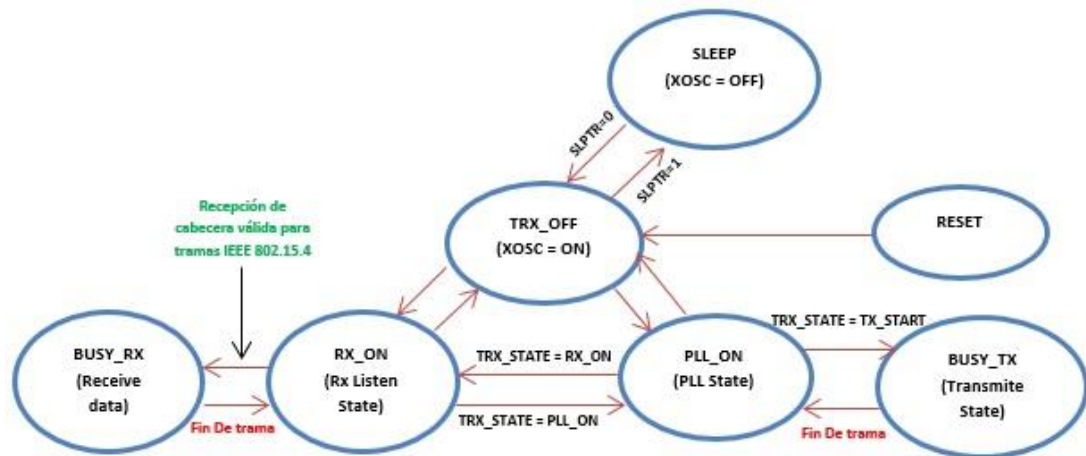 SLEEP
(XOSC = OFF)
SLPTR=0
SLPTR=1
TRX_OFF
(XOSC = ON)
RESET
Recepción de
cabecera válida para
tramas IEEE 802.15.4
BUSY_RX
(Receive
data)
Fin De trama
RX_ON
(Rx Listen
State)
TRX_STATE = RX_ON
TRX_STATE = PLL_ON
PLL_ON
(PLL State)
TRX_STATE = TX_START
Fin De trama
BUSY_TX
(Transmite
State)